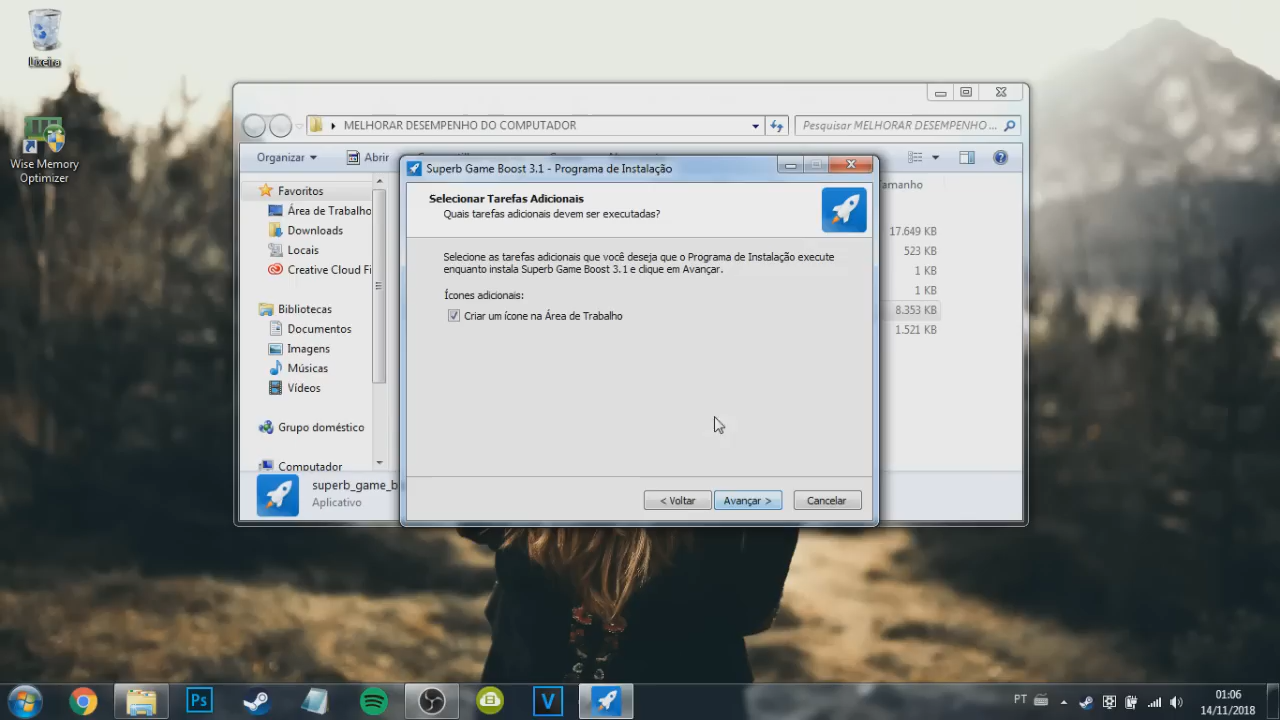 Lixeira
Wise Memory
Optimizer
MELHORAR DESEMPENHO DO COMPUTADOR
Pesquisar MELHORAR DESEMPENHO ...
Organizar
Abrir
amanho
Favoritos
Área de Trabalho
Downloads
Locais
Creative Cloud Fi
Bibliotecas
Documentos
Imagens
Músicas
Vídeos
Grupo doméstico
Computador
17.649 KB
523 KB
1 KB
1 KB
8.353 KB
1.521 KB
superb_game_b
Aplicativo
Superb Game Boost 3.1 - Programa de Instalação
Selecionar Tarefas Adicionais
Quais tarefas adicionais devem ser executadas?
Selecione as tarefas adicionais que você deseja que o Programa de Instalação execute
enquanto instala Superb Game Boost 3.1 e clique em Avançar.
Ícones adicionais:
Criar um ícone na Área de Trabalho
< Voltar
Avançar >
Cancelar
Ps
V
PT
01:06
14/11/2018